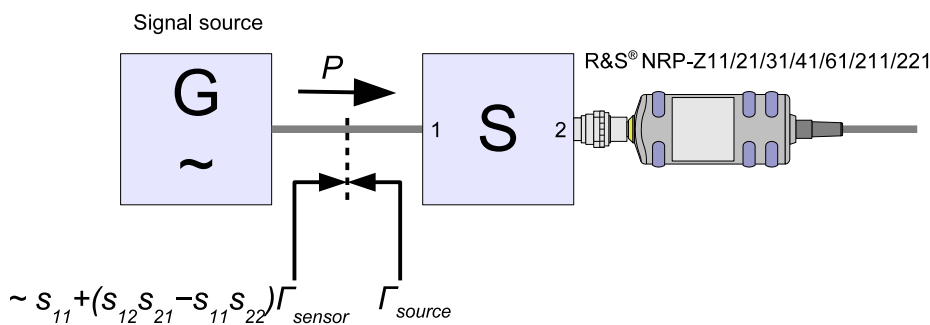 Signal source
G
~
P
1
S
2
R&S® NRP-Z11/21/31/41/61/211/221
~ s₁₁+(s₁₂s₂₁−s₁₁s₂₂)Γsensor
Γsource